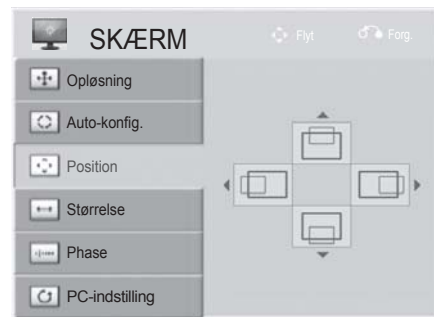 SKÆRM
Flyt
Forg.
Opløsning
Auto-konfig.
Position
Størrelse
Phase
PC-indstilling